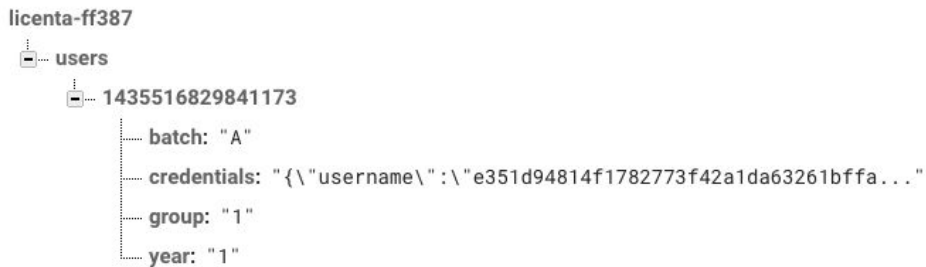 licenta-ff387
users
1435516829841173
batch: "A"
credentials: "{\"username\":\"e351d94814f1782773f42a1da63261bffa..."
group: "1"
year: "1"